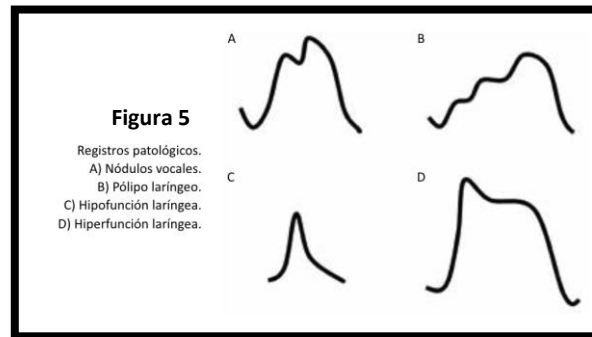 Figura 5
Registros patológicos.
A) Nódulos vocales.
B) Pólipo laríngeo.
C) Hipofunción laríngea.
D) Hiperfunción laríngea.
A
B
C
D